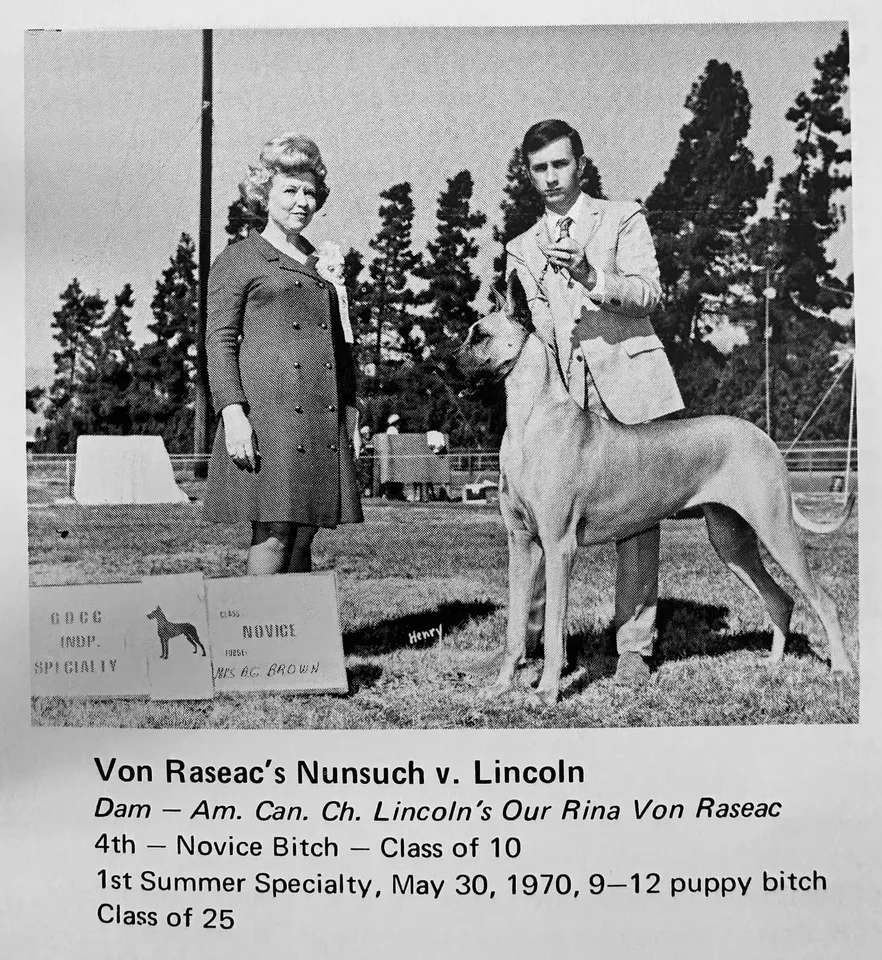 GDCC
INDP.
SPECIALTY
CLASS
NOVICE
JUDGE
MRS A.G. BROWN
Henry
Von Raseac's Nunsuch v. Lincoln
Dam — Am. Can. Ch. Lincoln's Our Rina Von Raseac
4th — Novice Bitch — Class of 10
1st Summer Specialty, May 30, 1970, 9–12 puppy bitch
Class of 25